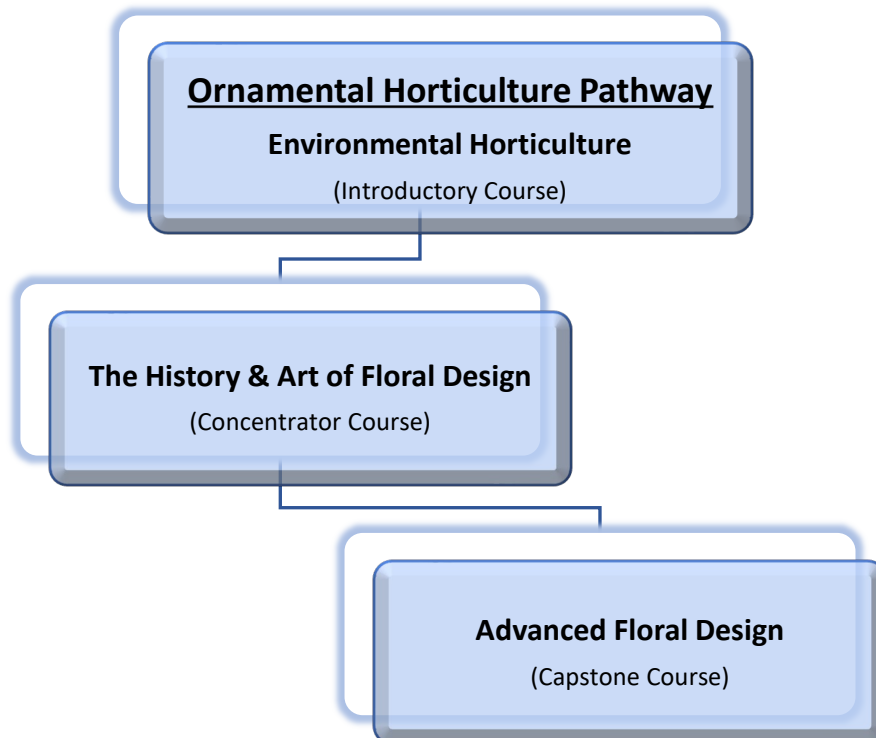 Ornamental Horticulture Pathway
Environmental Horticulture
(Introductory Course)
The History & Art of Floral Design
(Concentrator Course)
Advanced Floral Design
(Capstone Course)